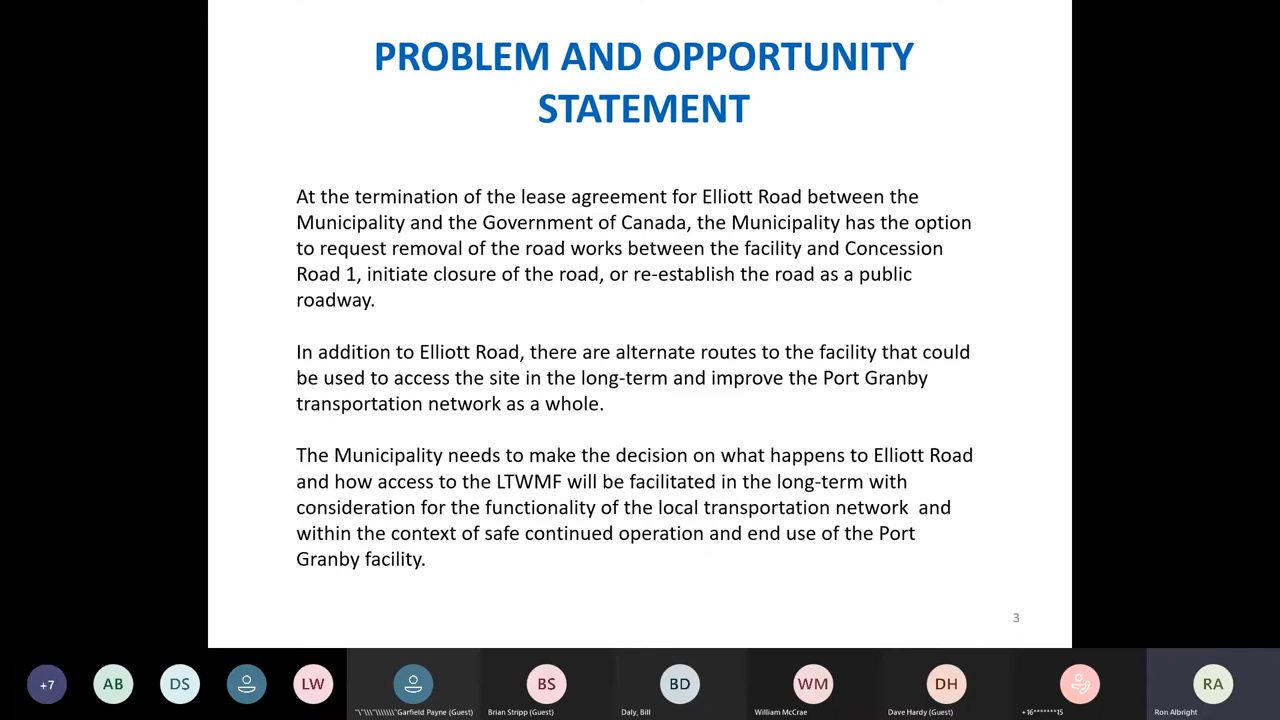 PROBLEM AND OPPORTUNITY
STATEMENT
At the termination of the lease agreement for Elliott Road between the
Municipality and the Government of Canada, the Municipality has the option
to request removal of the road works between the facility and Concession
Road 1, initiate closure of the road, or re-establish the road as a public
roadway.
In addition to Elliott Road, there are alternate routes to the facility that could
be used to access the site in the long-term and improve the Port Granby
transportation network as a whole.
The Municipality needs to make the decision on what happens to Elliott Road
and how access to the LTWMF will be facilitated in the long-term with
consideration for the functionality of the local transportation network  and
within the context of safe continued operation and end use of the Port
Granby facility.
3
+7 AB DS LW BS BD WM DH RA
Garfield Payne (Guest) Brian Stripp (Guest) Daly, Bill William McCrae Dave Hardy (Guest) +16*******15 Ron Albright